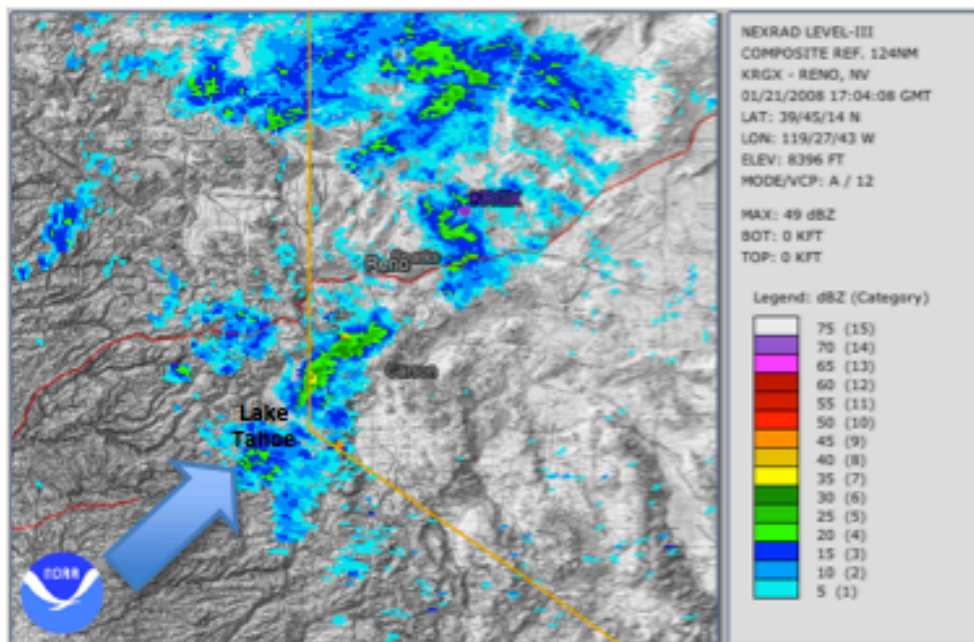 NEXRAD LEVEL-III
COMPOSITE REF. 124NM
KRGX - RENO, NV
01/21/2008 17:04:08 GMT
LAT: 39/45/14 N
LON: 119/27/43 W
ELEV: 8396 FT
MODE/VCP: A / 12
MAX: 49 dBZ
BOT: 0 KFT
TOP: 0 KFT
Legend: dBZ (Category)
75 (15)
70 (14)
65 (13)
60 (12)
55 (11)
50 (10)
45 (9)
40 (8)
35 (7)
30 (6)
25 (5)
20 (4)
15 (3)
10 (2)
5 (1)
KRGX
Reno
Carson
Lake
Tahoe
NOAA